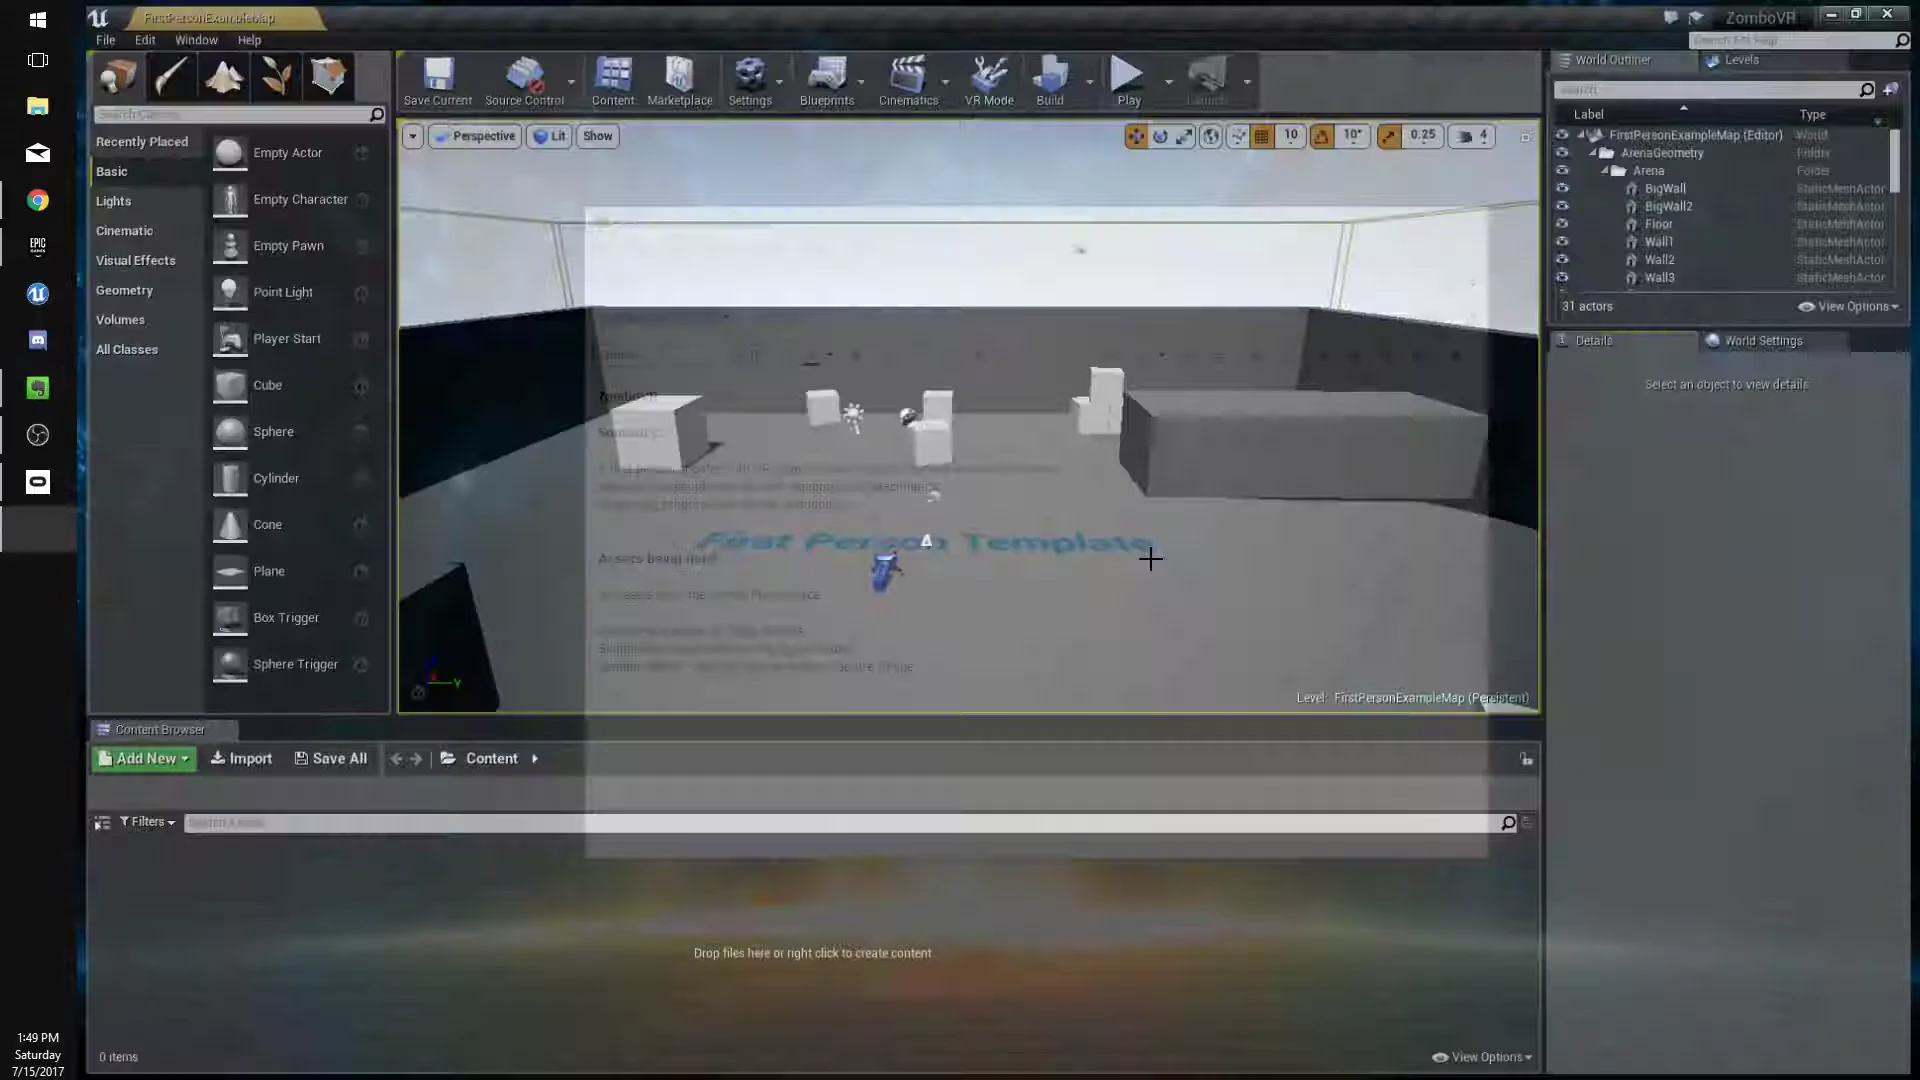 FirstPersonExampleMap
ZomboVR
File Edit Window Help
Save Current
Source Control
Content
Marketplace
Settings
Blueprints
Cinematics
VR Mode
Build
Play
Launch
World Outliner
Levels
Search Classes
Search
Recently Placed
Basic
Lights
Cinematic
Visual Effects
Geometry
Volumes
All Classes
Empty Actor
Empty Character
Empty Pawn
Point Light
Player Start
Cube
Sphere
Cylinder
Cone
Plane
Box Trigger
Sphere Trigger
Perspective
Lit
Show
10
10°
0.25
4
First Person Template
Assets being used
Level: FirstPersonExampleMap (Persistent)
Label Type
FirstPersonExampleMap (Editor) World
ArenaGeometry Folder
Arena Folder
BigWall StaticMeshActor
BigWall2 StaticMeshActor
Floor StaticMeshActor
Wall1 StaticMeshActor
Wall2 StaticMeshActor
Wall3 StaticMeshActor
31 actors
View Options
Details
World Settings
Select an object to view details
Content Browser
Add New
Import
Save All
Content
Filters
Drop files here or right click to create content.
0 items
View Options
EPIC
GAMES
1:49 PM
Saturday
7/15/2017